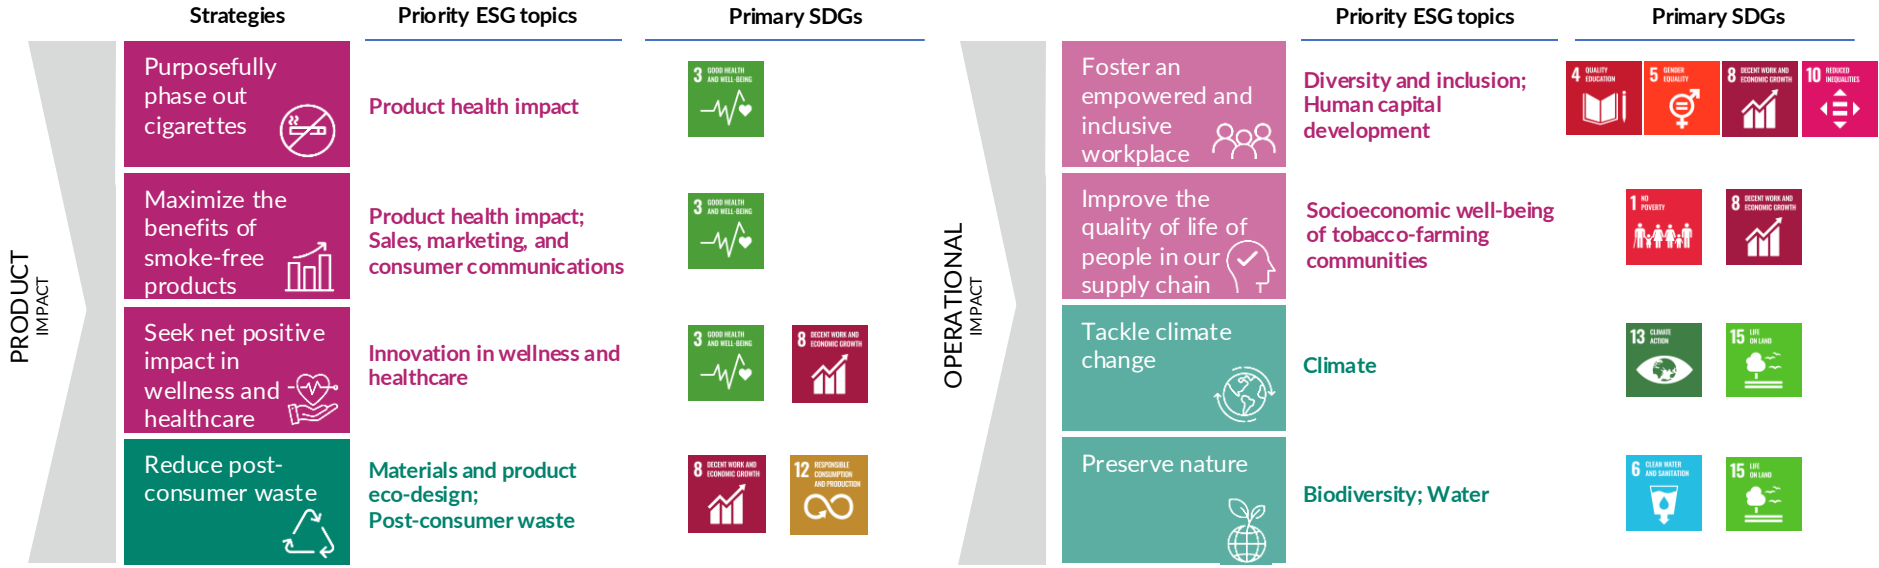 Strategies
Priority ESG topics
Primary SDGs
PRODUCT
IMPACT
Purposefully
phase out
cigarettes
Product health impact
3 GOOD HEALTH
AND WELL-BEING
Maximize the
benefits of
smoke-free
products
Product health impact;
Sales, marketing, and
consumer communications
3 GOOD HEALTH
AND WELL-BEING
Seek net positive
impact in
wellness and
healthcare
Innovation in wellness and
healthcare
3 GOOD HEALTH
AND WELL-BEING
8 DECENT WORK AND
ECONOMIC GROWTH
Reduce post-
consumer waste
Materials and product
eco-design;
Post-consumer waste
8 DECENT WORK AND
ECONOMIC GROWTH
12 RESPONSIBLE
CONSUMPTION
AND PRODUCTION
Priority ESG topics
Primary SDGs
OPERATIONAL
IMPACT
Foster an
empowered and
inclusive
workplace
Diversity and inclusion;
Human capital
development
4 QUALITY
EDUCATION
5 GENDER
EQUALITY
8 DECENT WORK AND
ECONOMIC GROWTH
10 REDUCED
INEQUALITIES
Improve the
quality of life of
people in our
supply chain
Socioeconomic well-being
of tobacco-farming
communities
1 NO
POVERTY
8 DECENT WORK AND
ECONOMIC GROWTH
Tackle climate
change
Climate
13 CLIMATE
ACTION
15 LIFE
ON LAND
Preserve nature
Biodiversity; Water
6 CLEAN WATER
AND SANITATION
15 LIFE
ON LAND